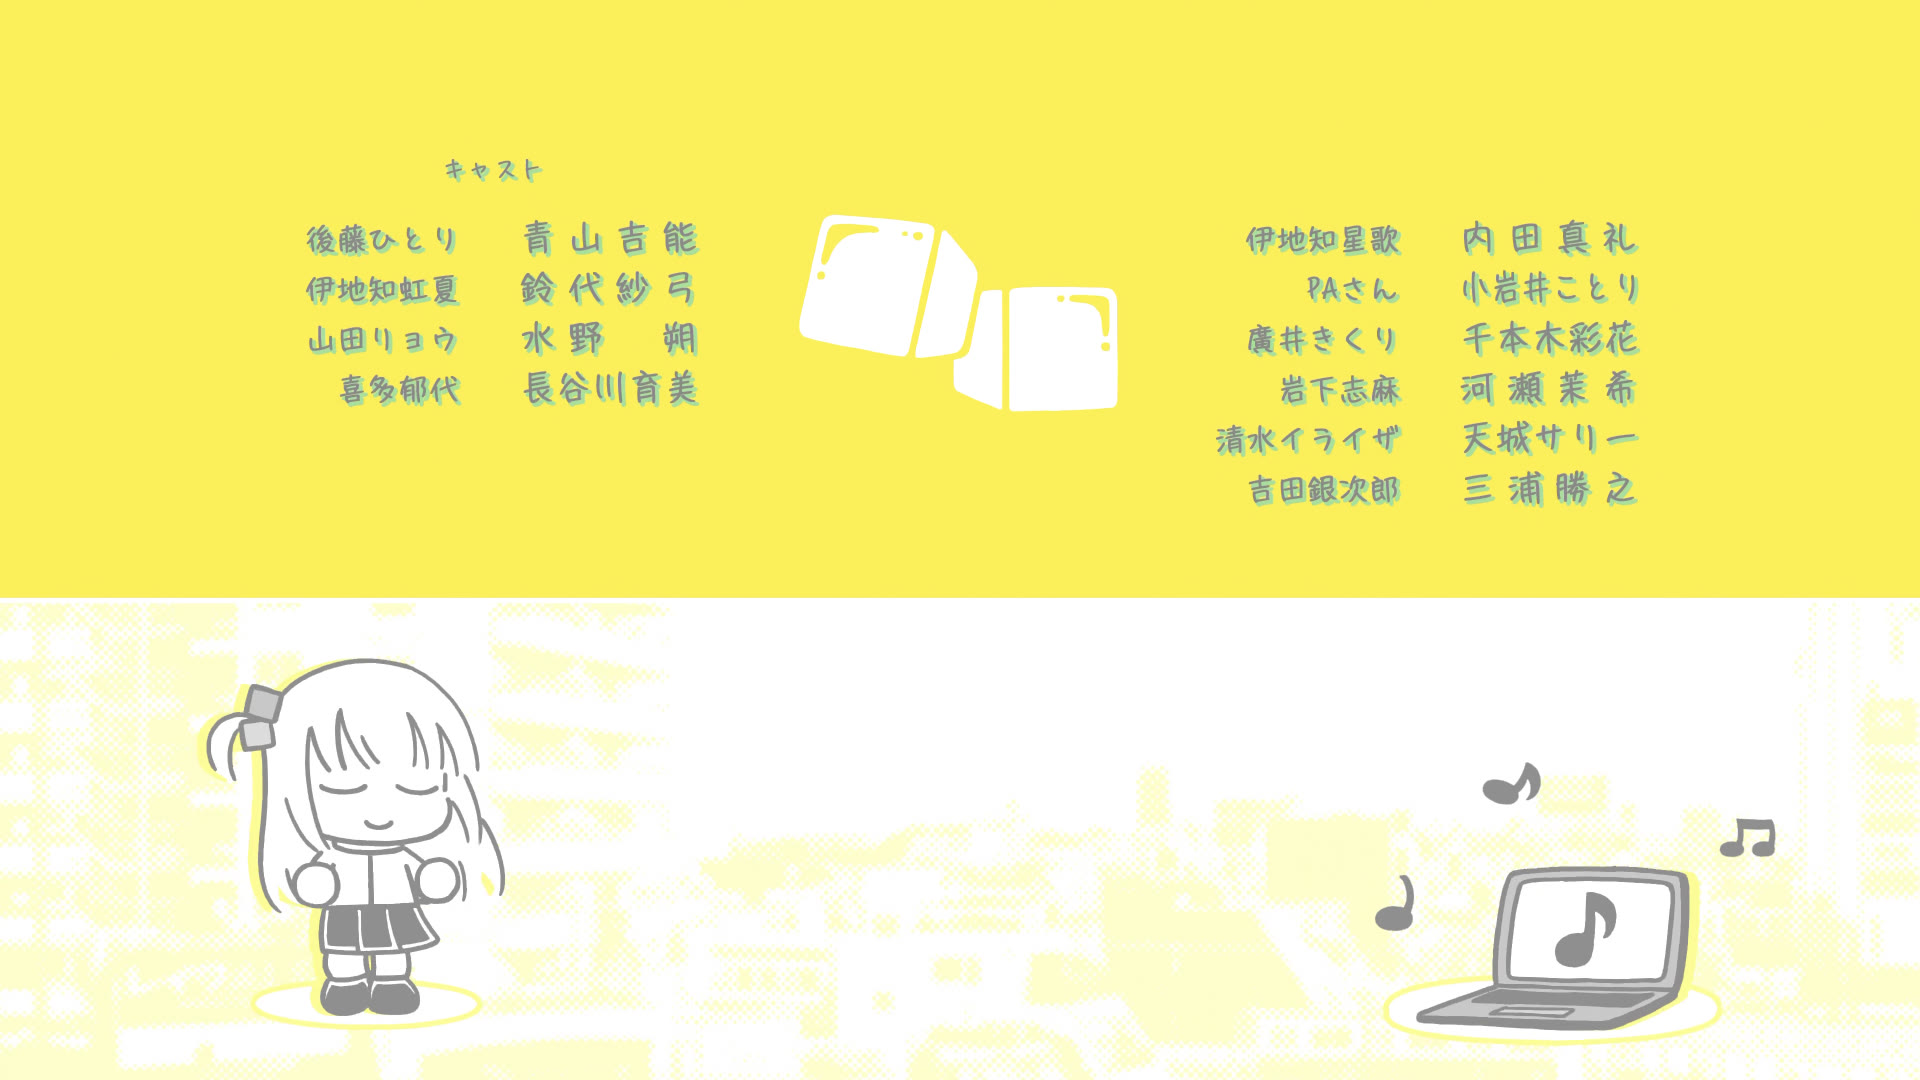 キャスト
後藤ひとり 青山吉能
伊地知虹夏 鈴代紗弓
山田リョウ 水野 朔
喜多郁代 長谷川育美
伊地知星歌 内田真礼
PAさん 小岩井ことり
廣井きくり 千本木彩花
岩下志麻 河瀬茉希
清水イライザ 天城サリー
吉田銀次郎 三浦勝之